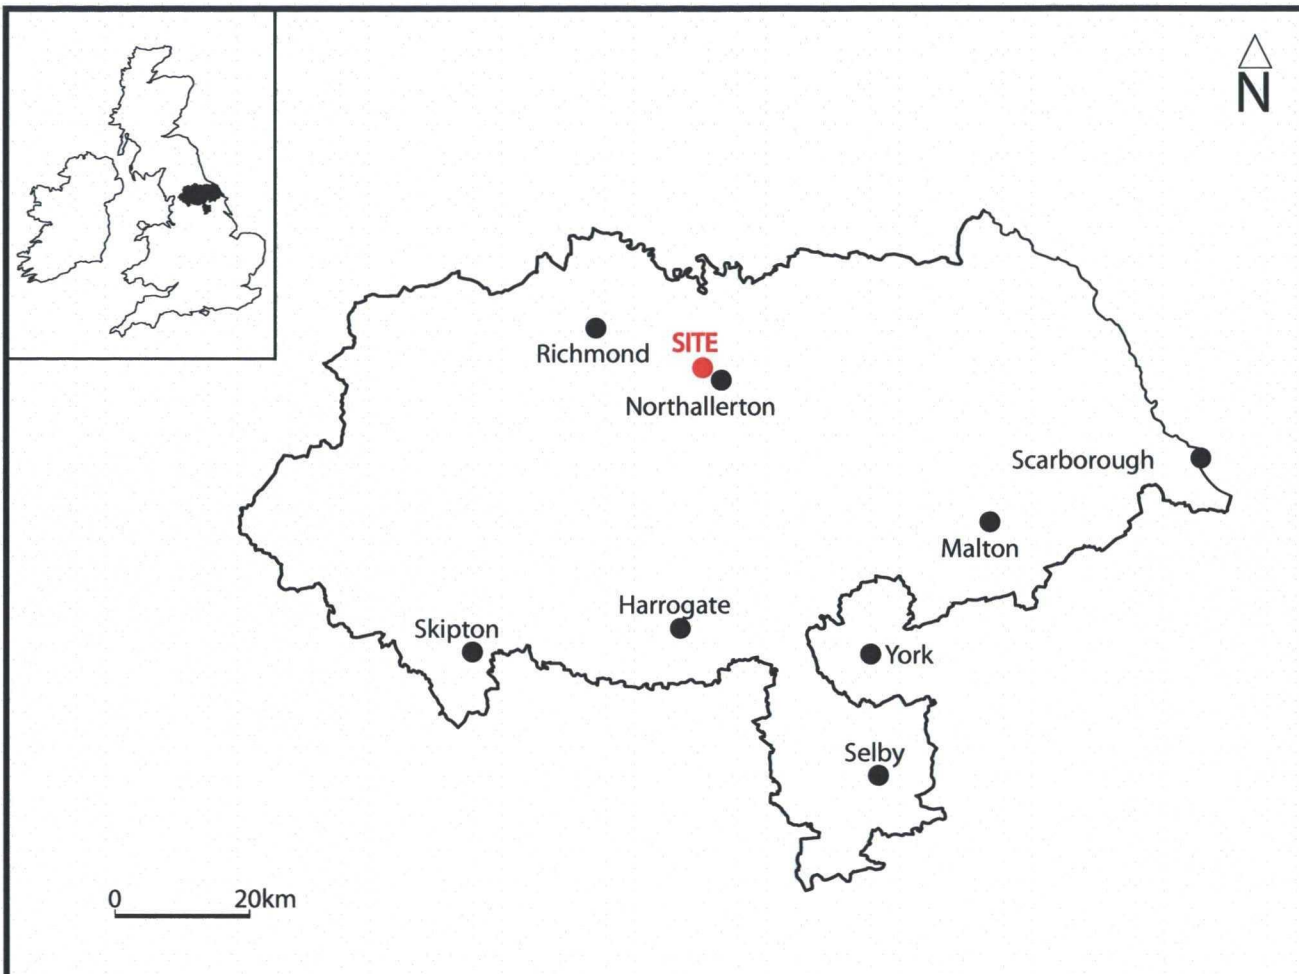 N
Richmond
SITE
Northallerton
Scarborough
Malton
Harrogate
Skipton
York
Selby
0 20km